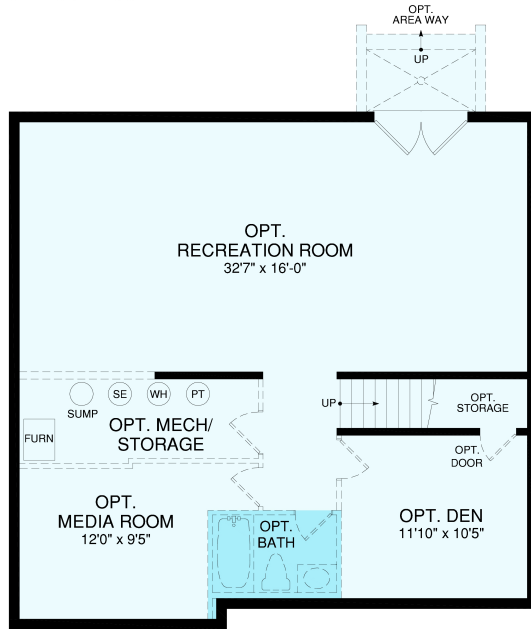 OPT.
AREA WAY
UP
OPT.
RECREATION ROOM
32'7" x 16'-0"
SUMP
SE
WH
PT
UP
OPT.
STORAGE
FURN
OPT. MECH/
STORAGE
OPT.
DOOR
OPT.
MEDIA ROOM
12'0" x 9'5"
OPT.
BATH
OPT. DEN
11'10" x 10'5"